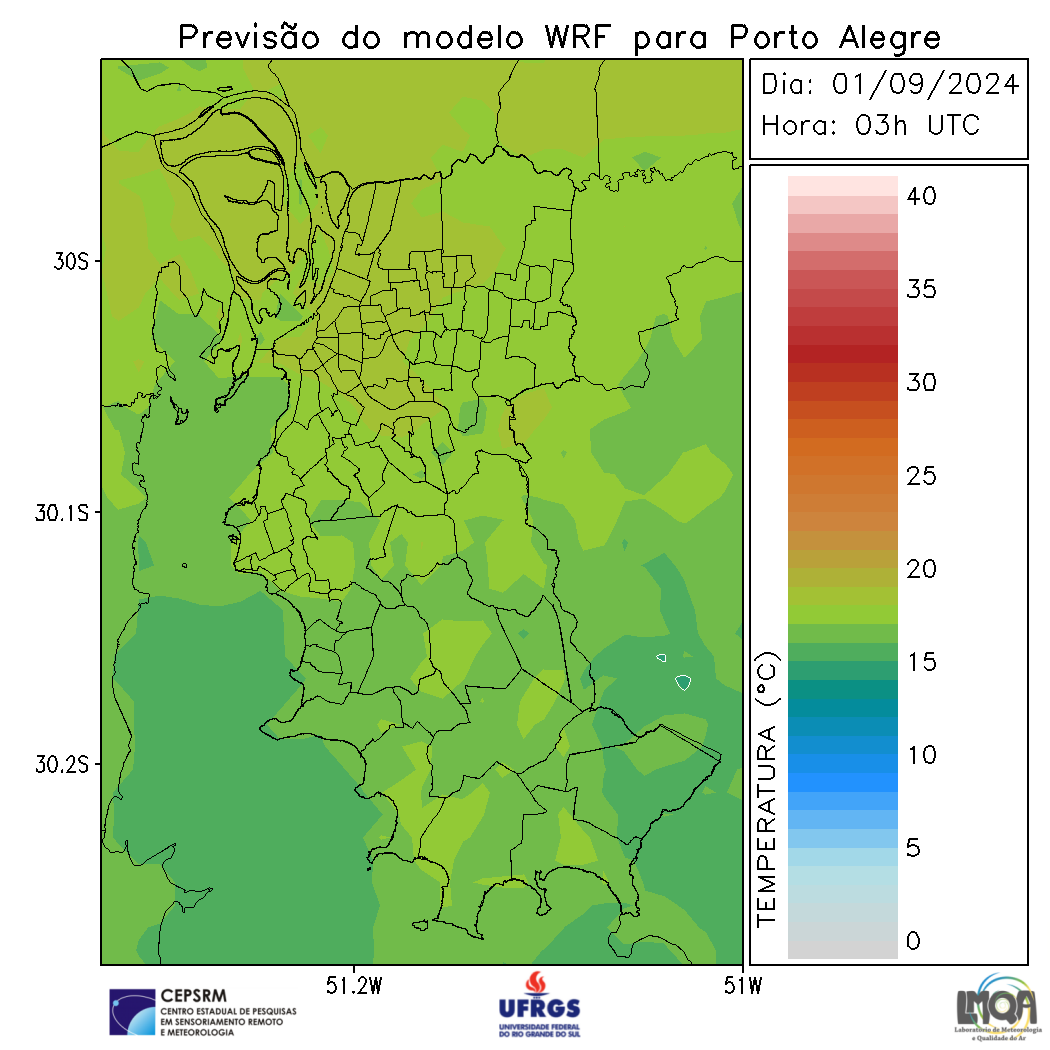 Previsão do modelo WRF para Porto Alegre
Dia: 01/09/2024
Hora: 03h UTC
30S
30.1S
30.2S
51.2W
51W
TEMPERATURA (°C)
40
35
30
25
20
15
10
5
0
CEPSRM
CENTRO ESTADUAL DE PESQUISAS
EM SENSORIAMENTO REMOTO
E METEOROLOGIA
UFRGS
UNIVERSIDADE FEDERAL
DO RIO GRANDE DO SUL
LMQA
Laboratório de Meteorologia
e Qualidade do Ar